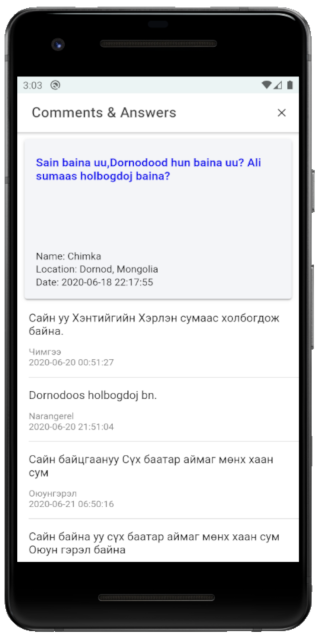 3:03
Comments & Answers
Sain baina uu,Dornodood hun baina uu? Ali
sumaas holbogdoj baina?
Name: Chimka
Location: Dornod, Mongolia
Date: 2020-06-18 22:17:55
Сайн уу Хэнтийгийн Хэрлэн сумаас холбогдож
байна.
Чимгээ
2020-06-20 00:51:27
Dornodoos holbogdoj bn.
Narangerel
2020-06-20 21:51:04
Сайн байцгаануу Сүх баатар аймаг мөнх хаан
сум
Оюунгэрэл
2020-06-21 06:50:16
Сайн байна уу сүх баатар аймаг мөнх хаан сум
Оюун гэрэл байна